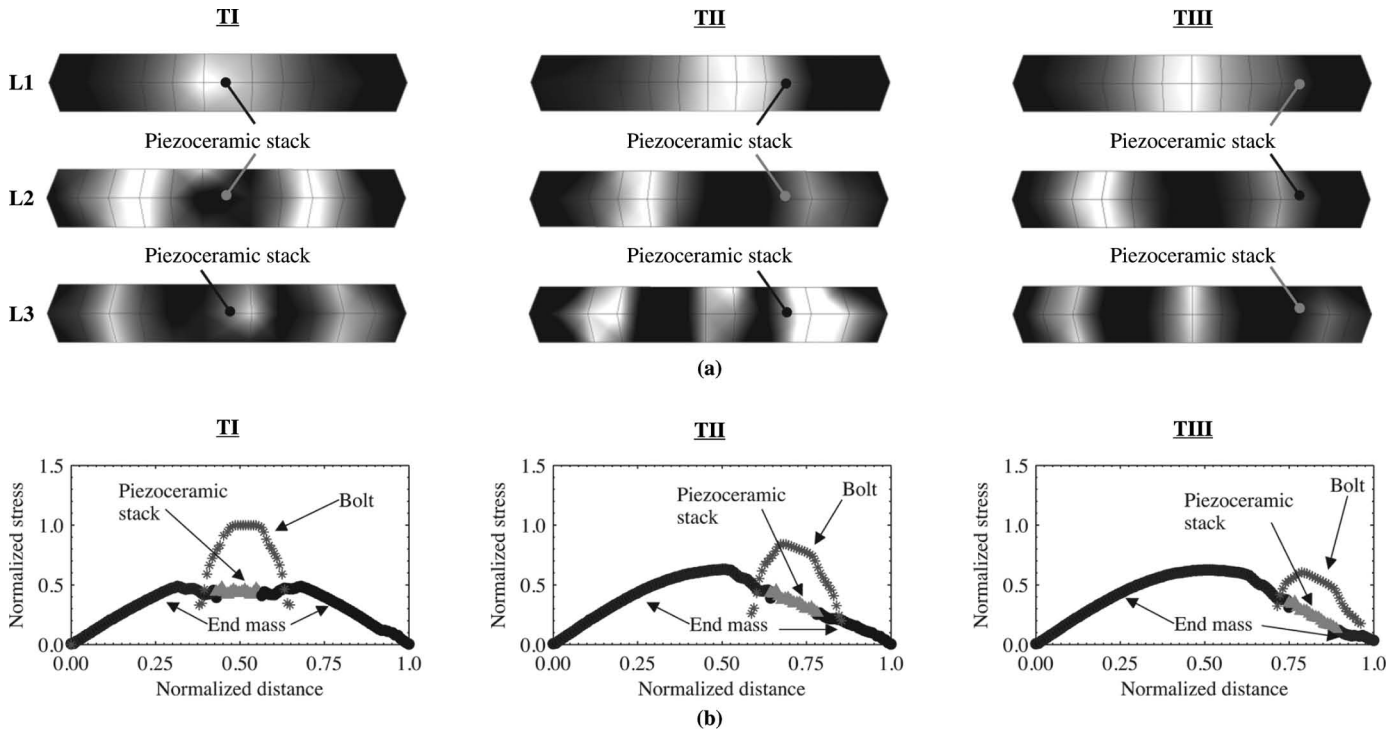 TI TII TIII
L1
Piezoceramic stack Piezoceramic stack Piezoceramic stack
L2
Piezoceramic stack Piezoceramic stack Piezoceramic stack
L3
(a)
TI TII TIII
1.5 1.5 1.5
Piezoceramic
stack
Bolt
Piezoceramic
stack
Bolt
Piezoceramic
stack
Bolt
1.0 1.0 1.0
0.5 0.5 0.5
End mass End mass End mass
0.0 0.0 0.0
Normalized stress Normalized stress Normalized stress
0.00 0.25 0.50 0.75 1.0 0.00 0.25 0.50 0.75 1.0 0.00 0.25 0.50 0.75 1.0
Normalized distance Normalized distance Normalized distance
(b)